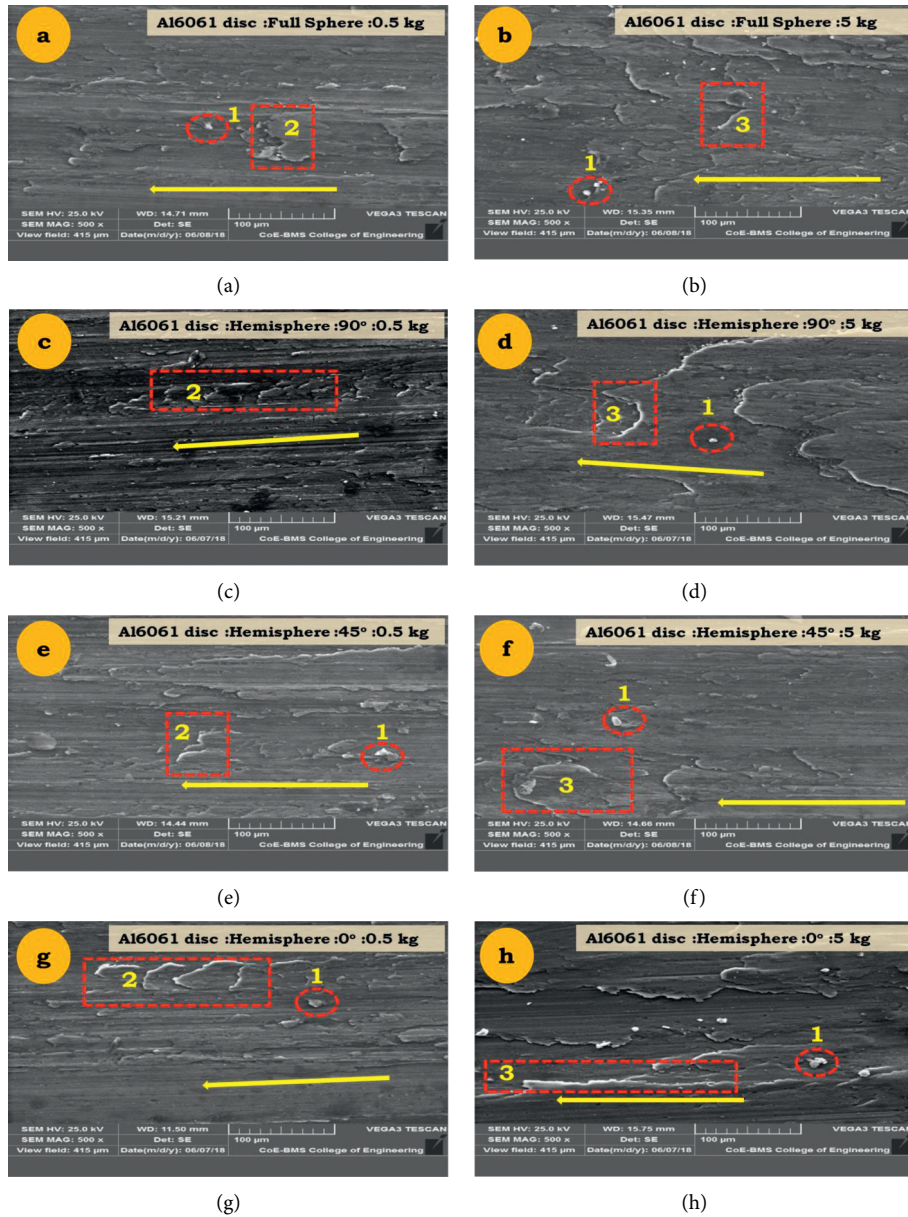 a
Al6061 disc :Full Sphere :0.5 kg
1
2
SEM HV: 25.0 kV WD: 14.71 mm VEGA3 TESCAN
SEM MAG: 500 x Det: SE 100 µm
View field: 415 µm Date(m/d/y): 06/08/18 CoE-BMS College of Engineering
(a)
b
Al6061 disc :Full Sphere :5 kg
3
1
SEM HV: 25.0 kV WD: 15.35 mm VEGA3 TESCAN
SEM MAG: 500 x Det: SE 100 µm
View field: 415 µm Date(m/d/y): 06/08/18 CoE-BMS College of Engineering
(b)
c
Al6061 disc :Hemisphere :90° :0.5 kg
2
SEM HV: 25.0 kV WD: 15.21 mm VEGA3 TESCAN
SEM MAG: 500 x Det: SE 100 µm
View field: 415 µm Date(m/d/y): 06/07/18 CoE-BMS College of Engineering
(c)
d
Al6061 disc :Hemisphere :90° :5 kg
3
1
SEM HV: 25.0 kV WD: 15.47 mm VEGA3 TESCAN
SEM MAG: 500 x Det: SE 100 µm
View field: 415 µm Date(m/d/y): 06/07/18 CoE-BMS College of Engineering
(d)
e
Al6061 disc :Hemisphere :45° :0.5 kg
2
1
SEM HV: 25.0 kV WD: 14.44 mm VEGA3 TESCAN
SEM MAG: 500 x Det: SE 100 µm
View field: 415 µm Date(m/d/y): 06/08/18 CoE-BMS College of Engineering
(e)
f
Al6061 disc :Hemisphere :45° :5 kg
1
3
SEM HV: 25.0 kV WD: 14.66 mm VEGA3 TESCAN
SEM MAG: 500 x Det: SE 100 µm
View field: 415 µm Date(m/d/y): 06/08/18 CoE-BMS College of Engineering
(f)
g
Al6061 disc :Hemisphere :0° :0.5 kg
2
1
SEM HV: 25.0 kV WD: 11.50 mm VEGA3 TESCAN
SEM MAG: 500 x Det: SE 100 µm
View field: 415 µm Date(m/d/y): 06/07/18 CoE-BMS College of Engineering
(g)
h
Al6061 disc :Hemisphere :0° :5 kg
1
3
SEM HV: 25.0 kV WD: 15.75 mm VEGA3 TESCAN
SEM MAG: 500 x Det: SE 100 µm
View field: 415 µm Date(m/d/y): 06/07/18 CoE-BMS College of Engineering
(h)